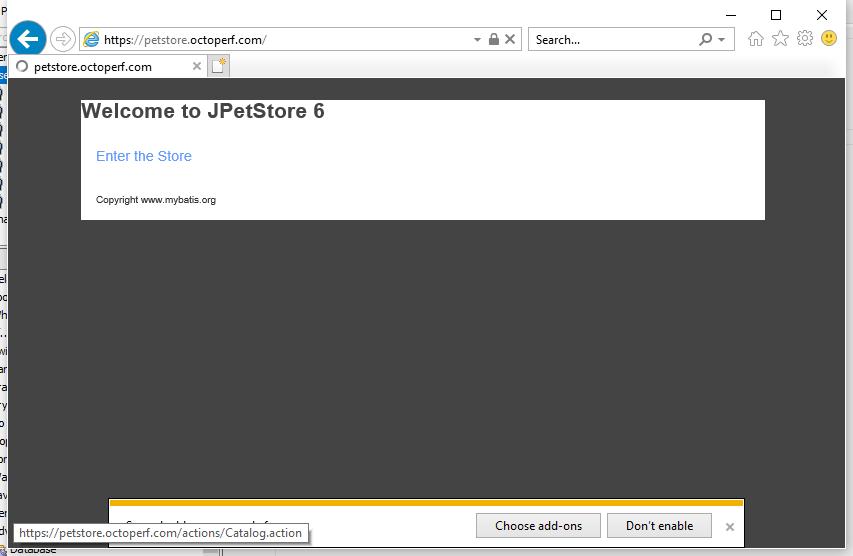 https://petstore.octoperf.com/
Search...
petstore.octoperf.com
Welcome to JPetStore 6
Enter the Store
Copyright www.mybatis.org
Choose add-ons
Don't enable
https://petstore.octoperf.com/actions/Catalog.action
Database